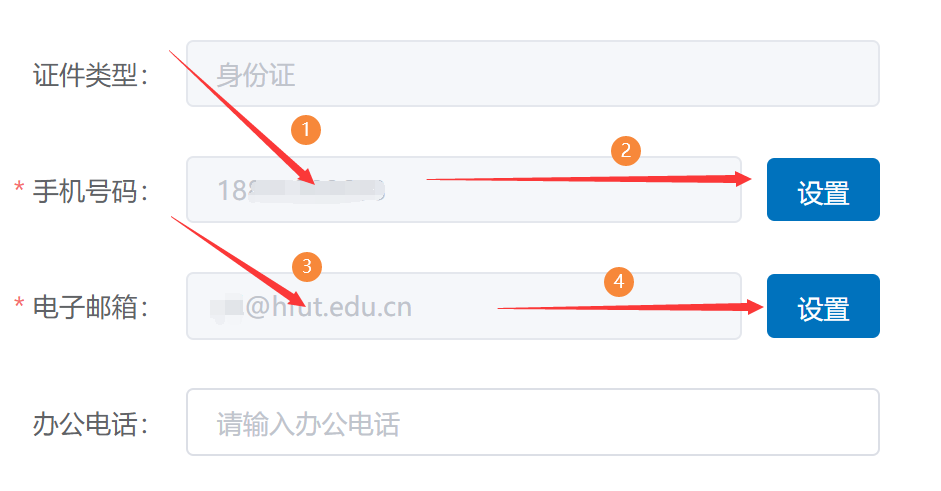 证件类型：
身份证
1
2
* 手机号码：
18
设置
3
4
* 电子邮箱：
@hfut.edu.cn
设置
办公电话：
请输入办公电话